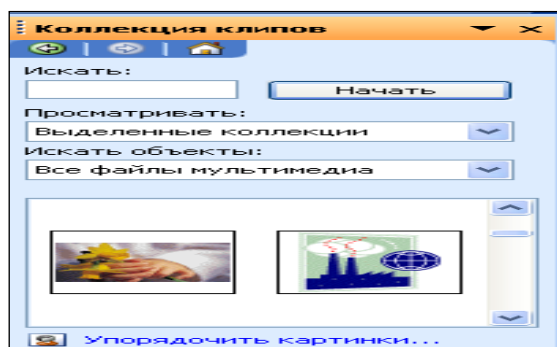 Коллекция клипов
Искать:
Начать
Просматривать:
Выделенные коллекции
Искать объекты:
Все файлы мультимедиа
Упорядочить картинки...